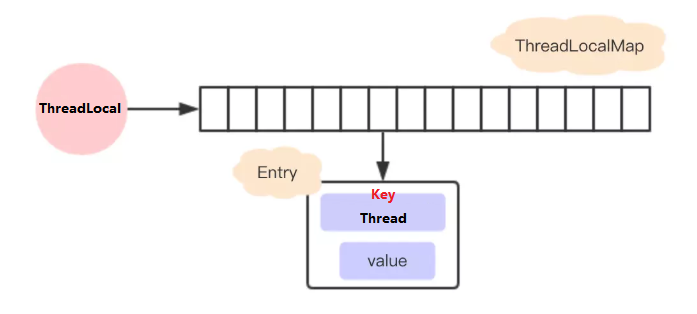 ThreadLocalMap
ThreadLocal
Entry
Key
Thread
value